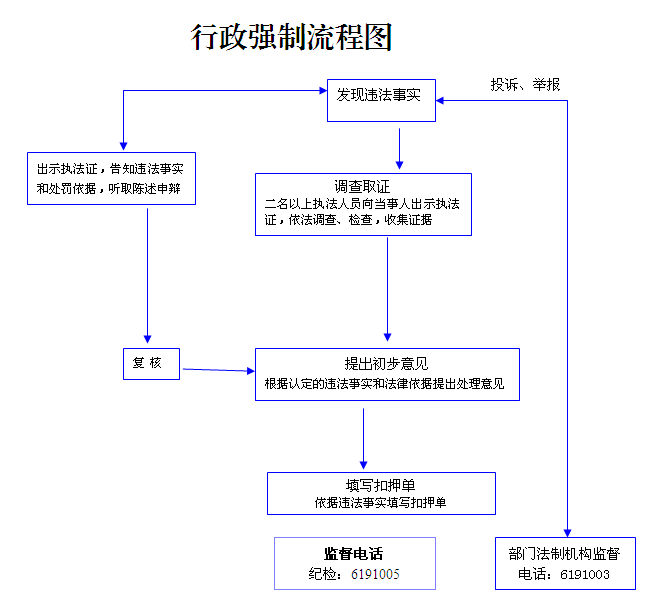 行政强制流程图
投诉、举报
发现违法事实
出示执法证，告知违法事实
和处罚依据，听取陈述申辩
调查取证
二名以上执法人员向当事人出示执法
证，依法调查、检查，收集证据
复 核
提出初步意见
根据认定的违法事实和法律依据提出处理意见
填写扣押单
依据违法事实填写扣押单
监督电话
纪检：6191005
部门法制机构监督
电话：6191003